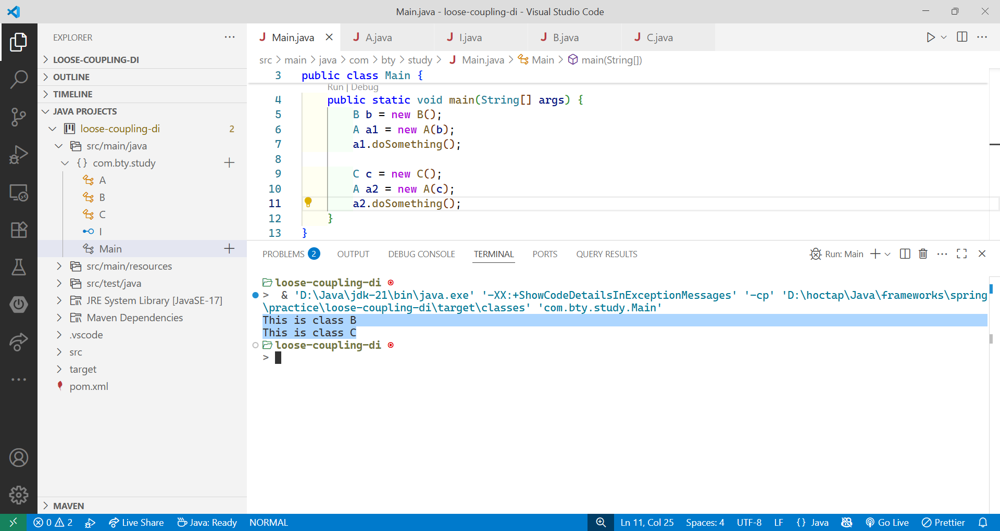 Main.java - loose-coupling-di - Visual Studio Code
EXPLORER
LOOSE-COUPLING-DI
OUTLINE
TIMELINE
JAVA PROJECTS
loose-coupling-di 2
src/main/java
{} com.bty.study
A
B
C
I
Main
src/main/resources
src/test/java
JRE System Library [JavaSE-17]
Maven Dependencies
.vscode
src
target
pom.xml
MAVEN
J Main.java J A.java J I.java J B.java J C.java
src > main > java > com > bty > study > J Main.java > Main > main(String[])
3 public class Main {
Run | Debug
4 public static void main(String[] args) {
5 B b = new B();
6 A a1 = new A(b);
7 a1.doSomething();
8
9 C c = new C();
10 A a2 = new A(c);
11 a2.doSomething();
12 }
13 }
PROBLEMS 2 OUTPUT DEBUG CONSOLE TERMINAL PORTS QUERY RESULTS Run: Main
loose-coupling-di
> & 'D:\Java\jdk-21\bin\java.exe' '-XX:+ShowCodeDetailsInExceptionMessages' '-cp' 'D:\hoctap\Java\frameworks\spring
\practice\loose-coupling-di\target\classes' 'com.bty.study.Main'
This is class B
This is class C
loose-coupling-di
>
0 2 Live Share Java: Ready NORMAL Ln 11, Col 25 Spaces: 4 UTF-8 LF {} Java Go Live Prettier